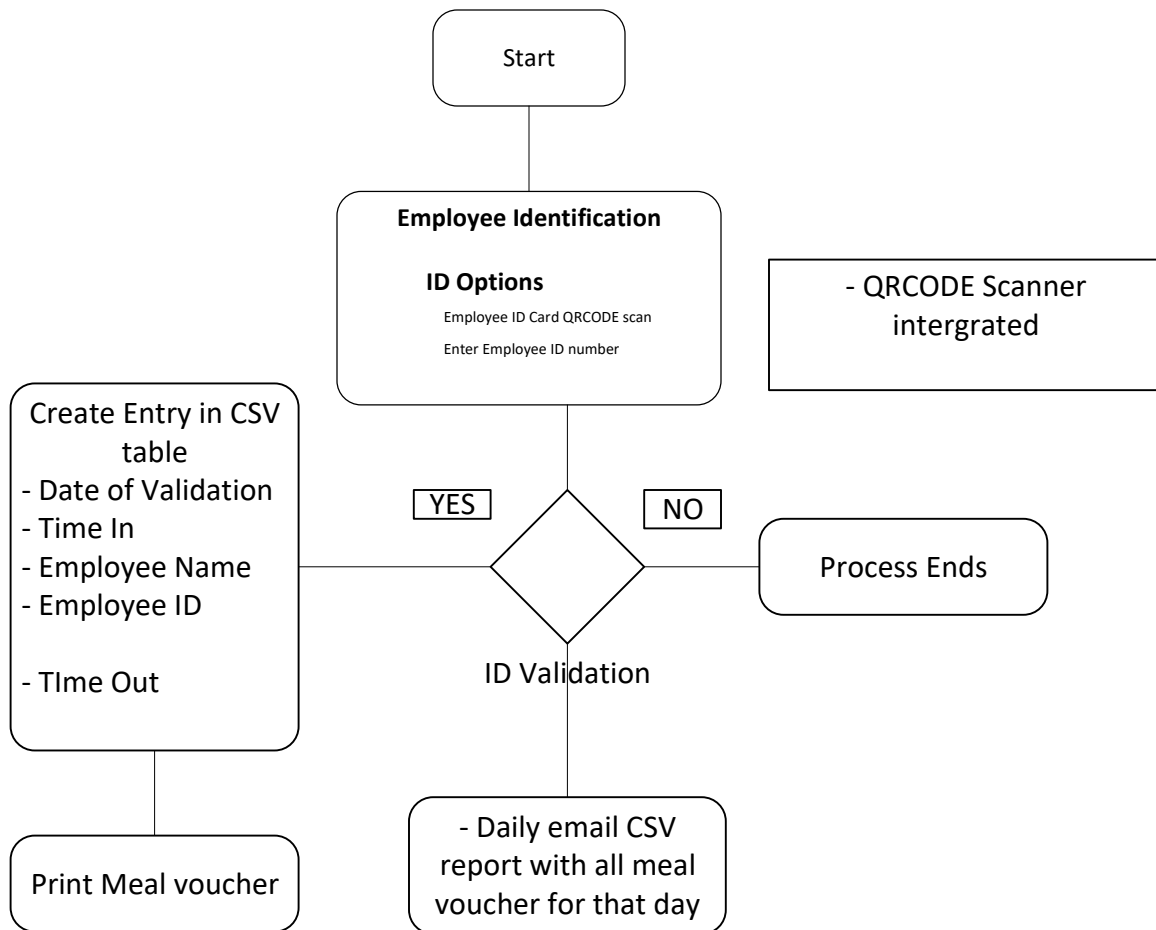 Start
Employee Identification
ID Options
Employee ID Card QRCODE scan
Enter Employee ID number
- QRCODE Scanner
intergrated
Create Entry in CSV
table
- Date of Validation
- Time In
- Employee Name
- Employee ID
- TIme Out
YES
NO
Process Ends
ID Validation
Print Meal voucher
- Daily email CSV
report with all meal
voucher for that day